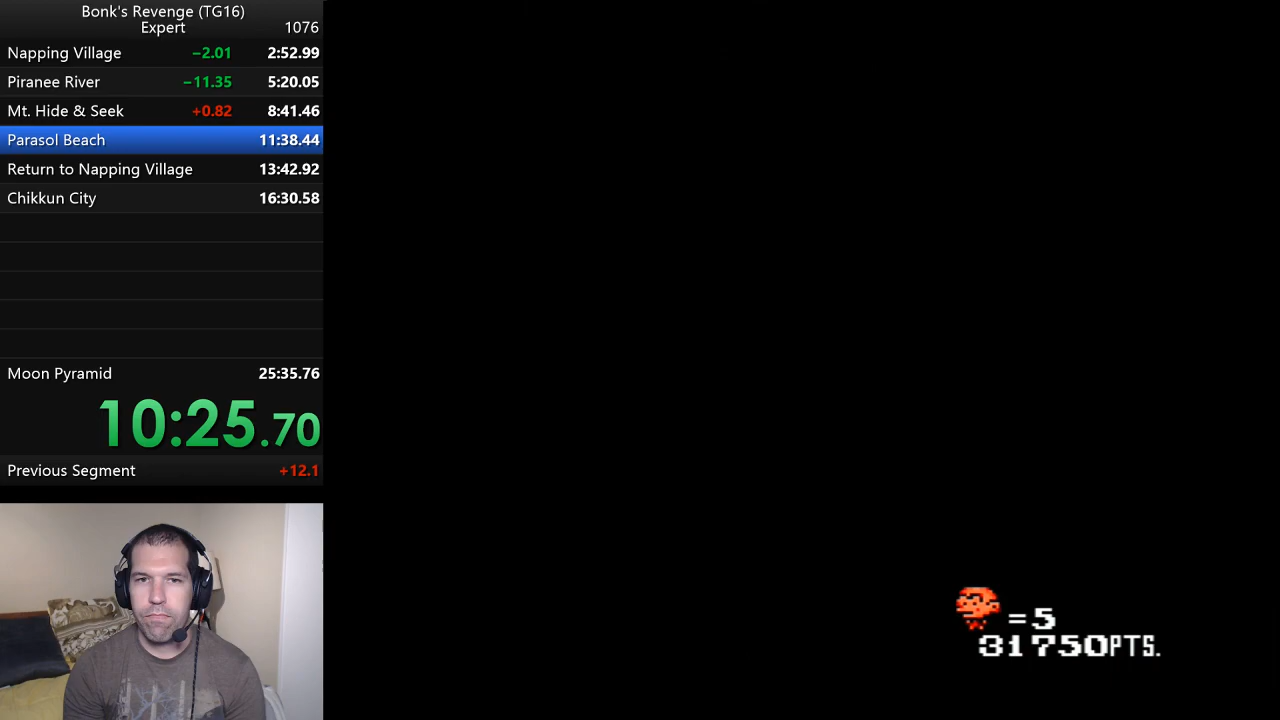 Bonk's Revenge (TG16)
Expert 1076
Napping Village −2.01 2:52.99
Piranee River −11.35 5:20.05
Mt. Hide & Seek +0.82 8:41.46
Parasol Beach 11:38.44
Return to Napping Village 13:42.92
Chikkun City 16:30.58
Moon Pyramid 25:35.76
10:25.70
Previous Segment +12.1
=5
31750PTS.